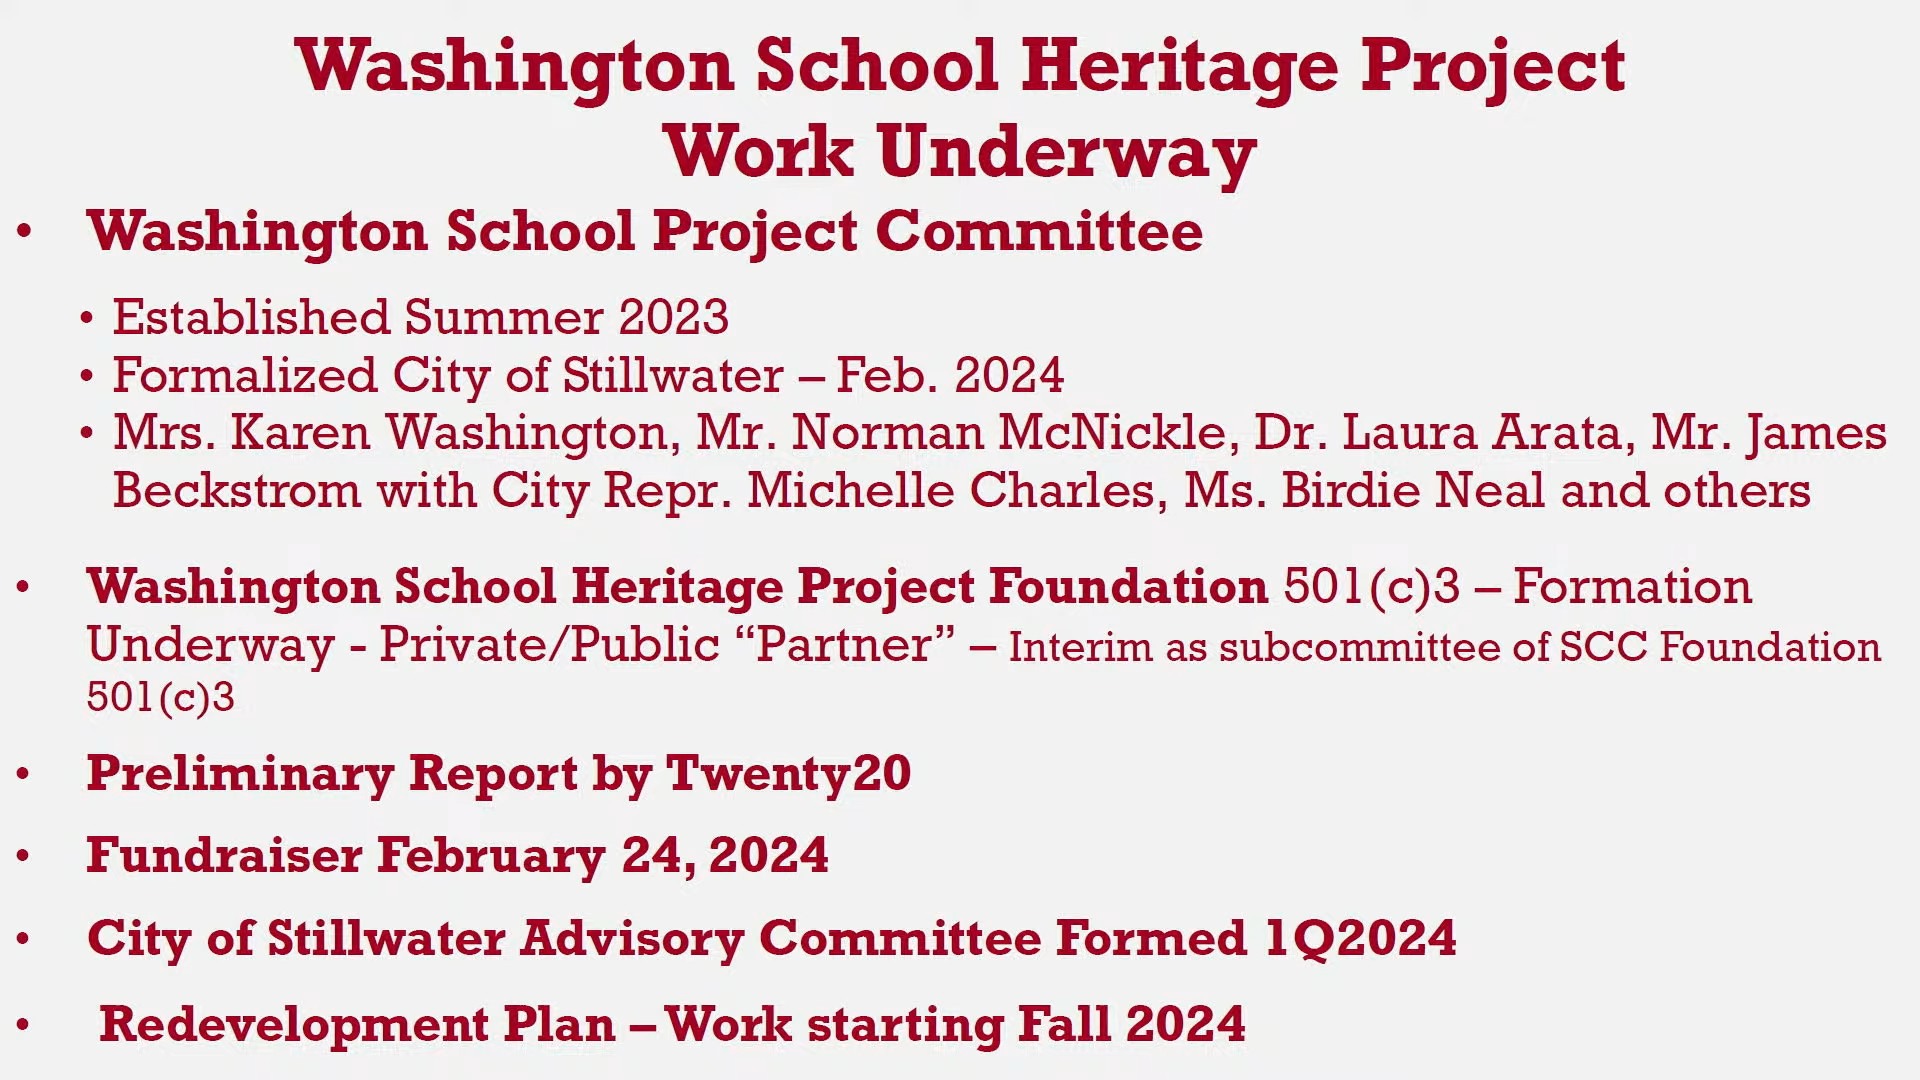 Washington School Heritage Project
Work Underway
• Washington School Project Committee
• Established Summer 2023
• Formalized City of Stillwater – Feb. 2024
• Mrs. Karen Washington, Mr. Norman McNickle, Dr. Laura Arata, Mr. James
Beckstrom with City Repr. Michelle Charles, Ms. Birdie Neal and others
• Washington School Heritage Project Foundation 501(c)3 – Formation
Underway - Private/Public “Partner” – Interim as subcommittee of SCC Foundation
501(c)3
• Preliminary Report by Twenty20
• Fundraiser February 24, 2024
• City of Stillwater Advisory Committee Formed 1Q2024
• Redevelopment Plan – Work starting Fall 2024